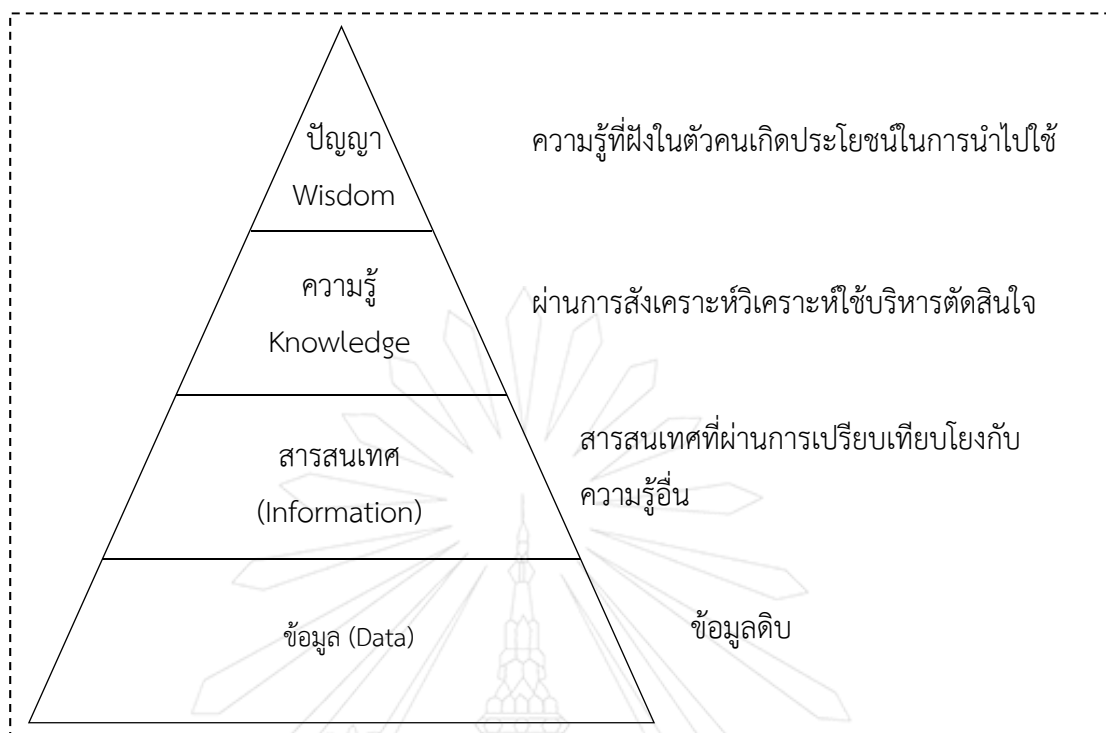 ปัญญา
Wisdom
ความรู้ที่ฝังในตัวคนเกิดประโยชน์ในการนำไปใช้
ความรู้
Knowledge
ผ่านการสังเคราะห์วิเคราะห์ใช้บริหารตัดสินใจ
สารสนเทศ
(Information)
สารสนเทศที่ผ่านการเปรียบเทียบโยงกับ
ความรู้อื่น
ข้อมูล (Data)
ข้อมูลดิบ